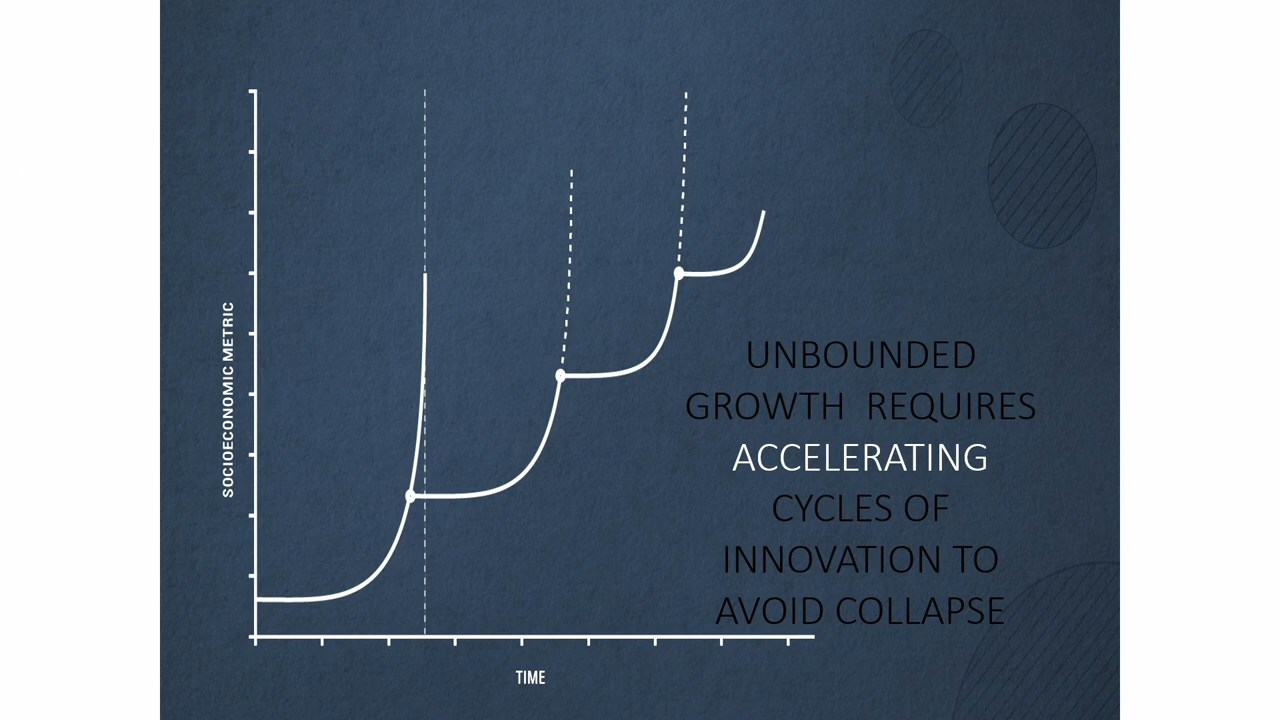 SOCIOECONOMIC METRIC
UNBOUNDED
GROWTH REQUIRES
ACCELERATING
CYCLES OF
INNOVATION TO
AVOID COLLAPSE
TIME